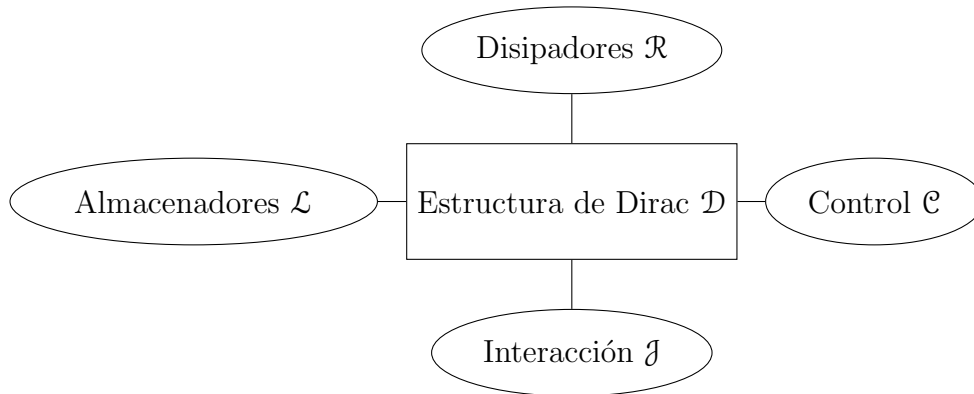 Disipadores ℛ
Almacenadores ℒ
Estructura de Dirac 𝒟
Control 𝒞
Interacción ℐ